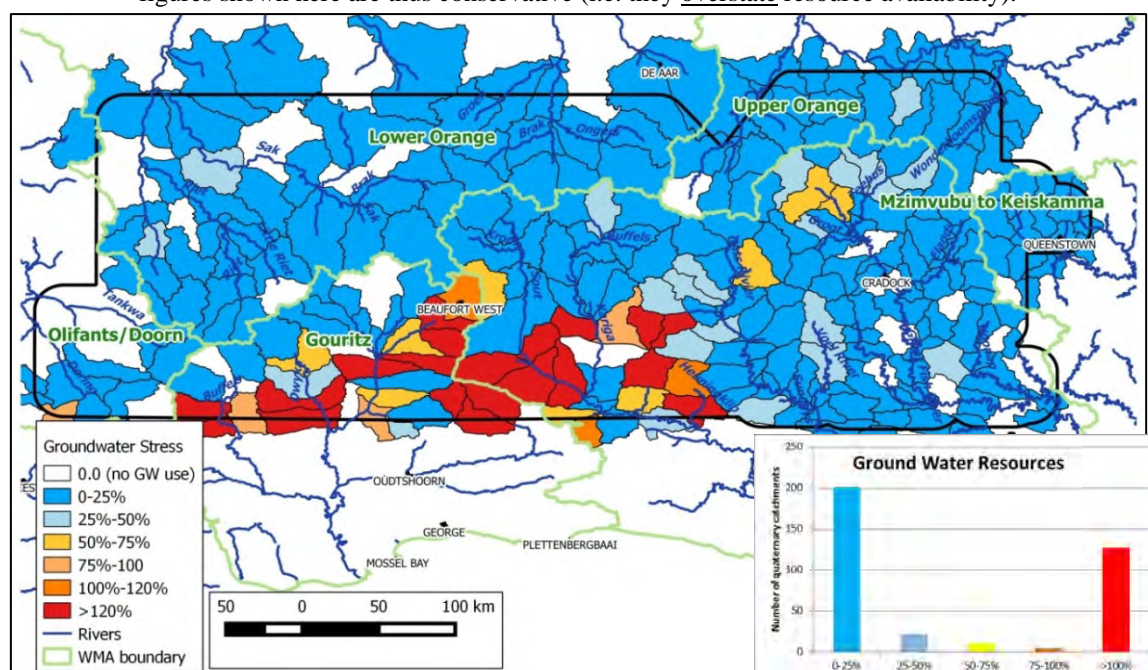 figures shown here are thus conservative (i.e. they overstate resource availability).
DE AAR
Upper Orange
Lower Orange
Groen
Brak
Ongers
Sak
Brak
Sak
Mzimvubu to Keiskamma
QUEENSTOWN
Buffels
CRADOCK
Tankwa
BEAUFORT WEST
Olifants/Doorn
Gouritz
Doring
Buffels
Dwyka
Groundwater Stress
0.0 (no GW use)
0-25%
25%-50%
50%-75%
75%-100
100%-120%
>120%
Rivers
WMA boundary
OUDTSHOORN
GEORGE
MOSSEL BAY
PLETTENBERGBAAI
50 0 50 100 km
Ground Water Resources
Number of quaternary catchments
250
200
150
100
50
0
0-25%
25-50%
50-75%
75-100%
>100%